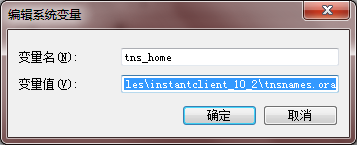 编辑系统变量
变量名(N): tns_home
变量值(V): les\instantclient_10_2\tnsnames.ora
确定 取消